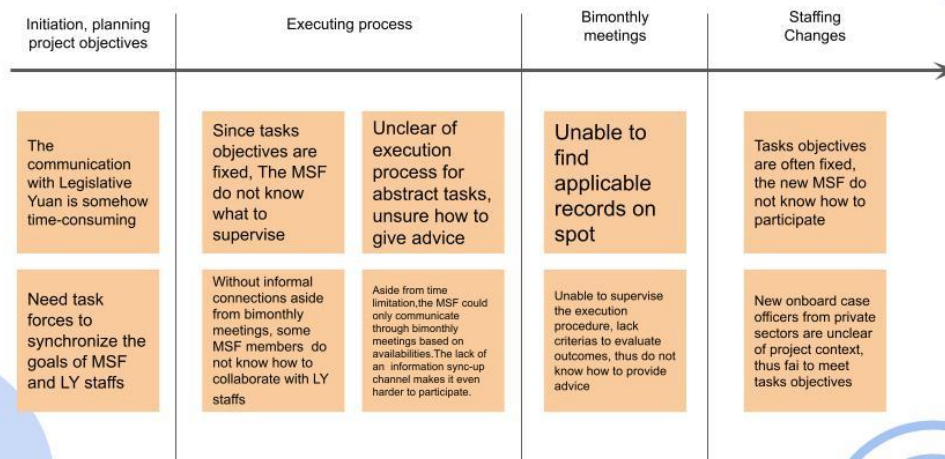 Initiation, planning
project objectives
Executing process
Bimonthly
meetings
Staffing
Changes
The
communication
with Legislative
Yuan is somehow
time-consuming
Since tasks
objectives are
fixed, The MSF
do not know
what to
supervise
Unclear of
execution
process for
abstract tasks,
unsure how to
give advice
Unable to
find
applicable
records on
spot
Tasks objectives
are often fixed,
the new MSF do
not know how to
participate
Need task
forces to
synchronize the
goals of MSF
and LY staffs
Without informal
connections aside
from bimonthly
meetings, some
MSF members do
not know how to
collaborate with LY
staffs
Aside from time
limitation,the MSF could
only communicate
through bimonthly
meetings based on
availabilities.The lack of
an information sync-up
channel makes it even
harder to participate.
Unable to supervise
the execution
procedure, lack
criterias to evaluate
outcomes, thus do not
know how to provide
advice
New onboard case
officers from private
sectors are unclear
of project context,
thus fai to meet
tasks objectives